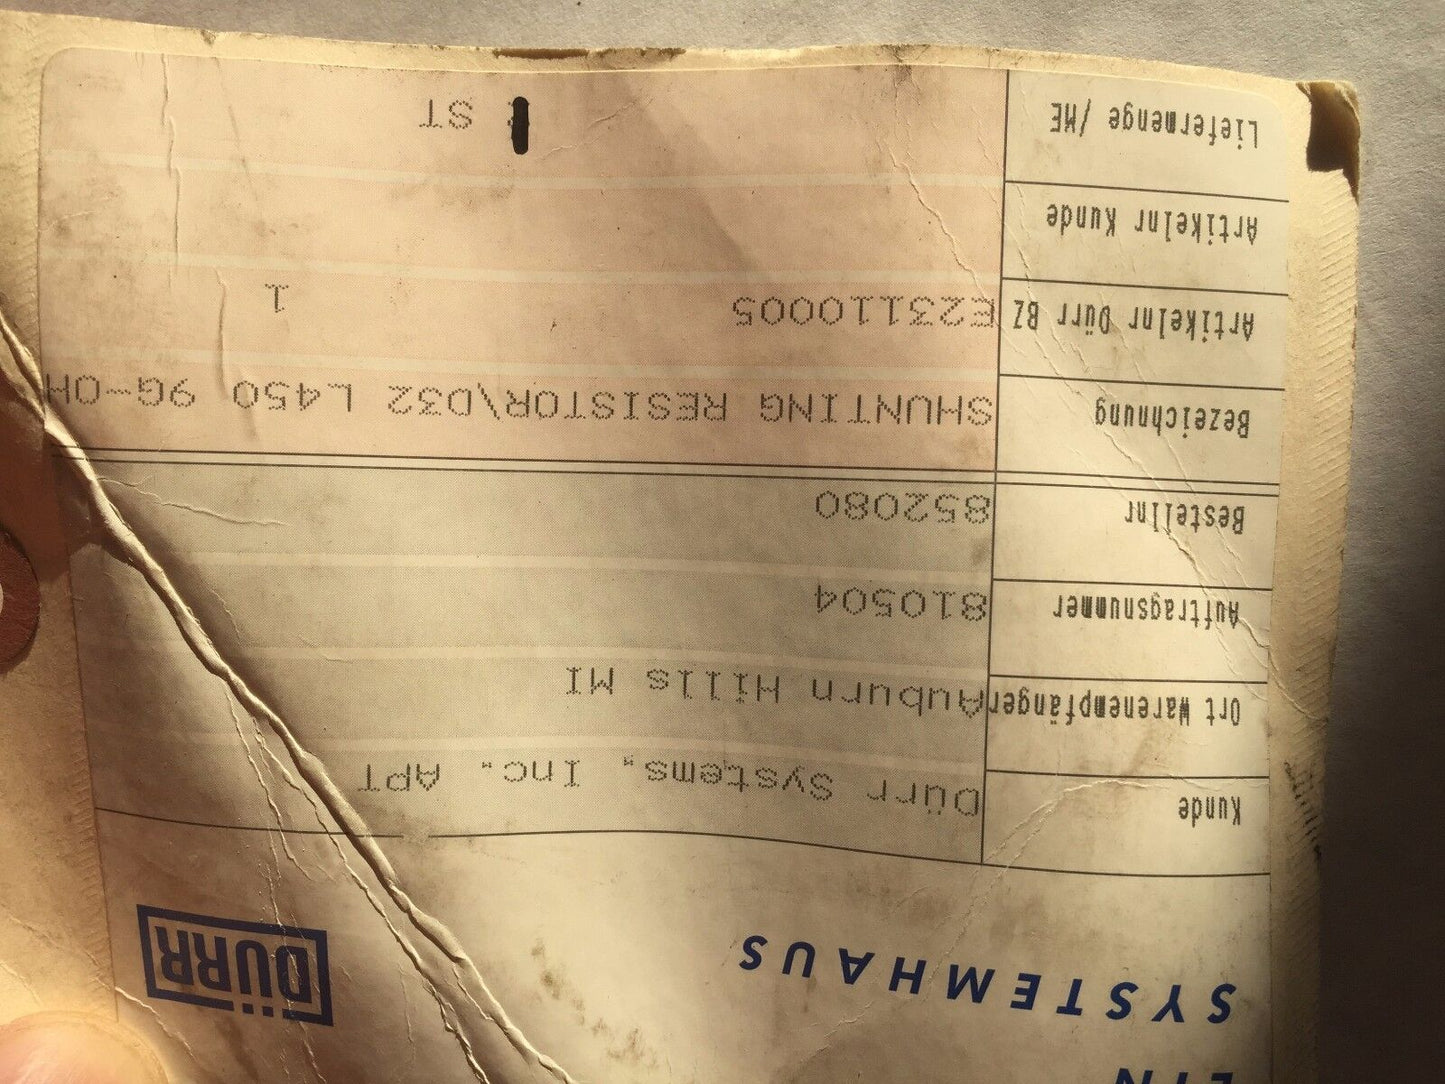 EIN
SYSTEMHAUS
DÜRR
Kunde Dürr Systems, Inc. APT
Ort Warenempfänger Auburn Hills MI
Auftragsnummer 810504
Bestellnr 852080
Bezeichnung SHUNTING RESISTOR\D32 L450 9G-OH
Artikelnr Dürr BZ E23110005 1
Artikelnr Kunde
Liefermenge /ME ST